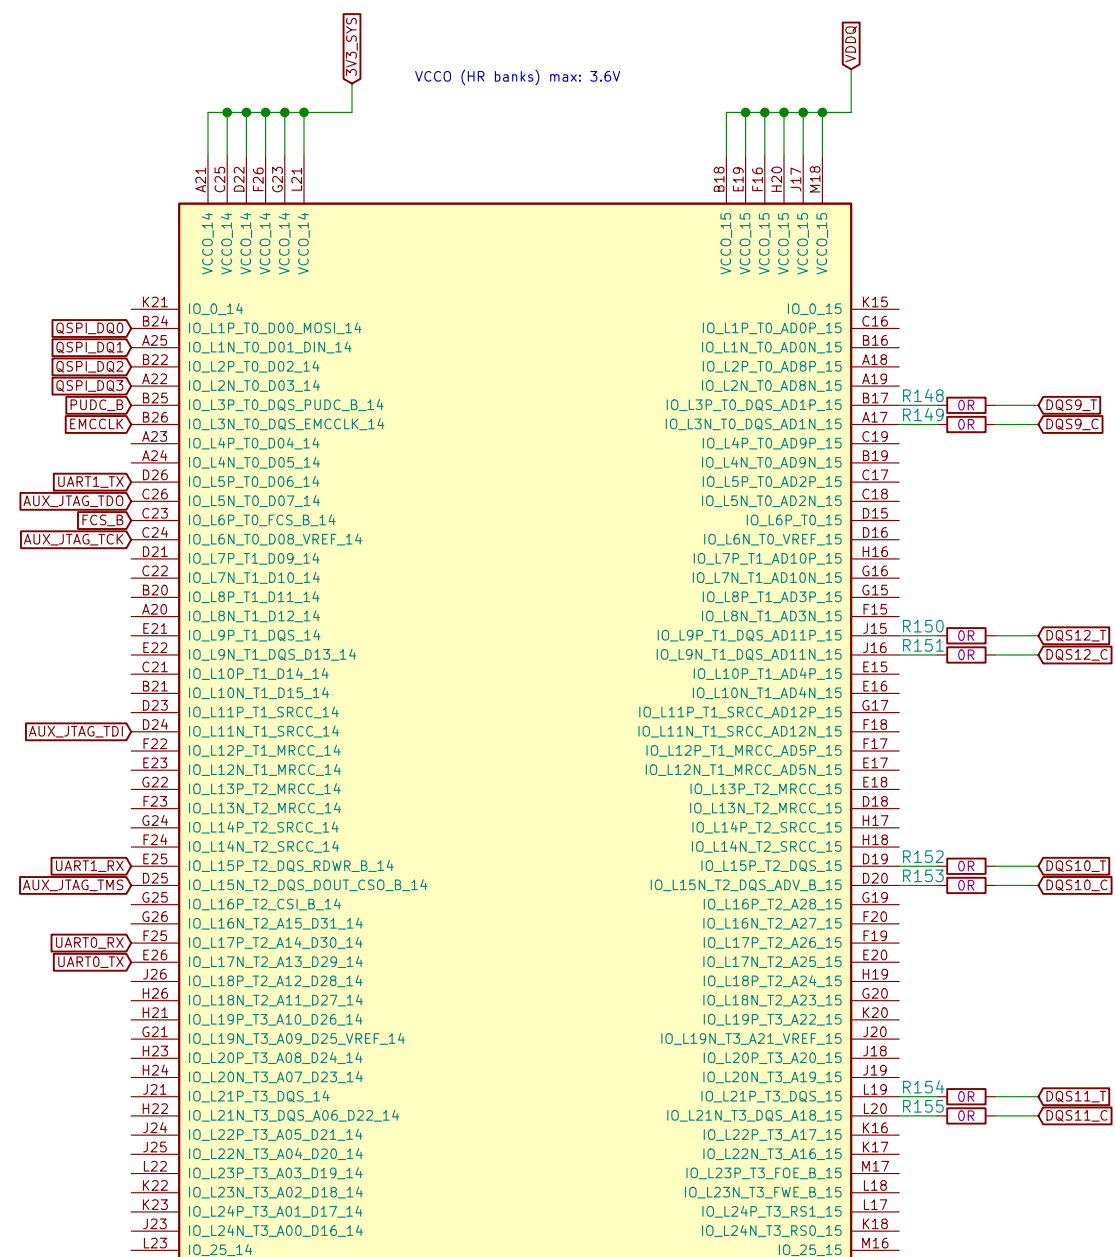 3V3_SYS
VDDQ
VCCO (HR banks) max: 3.6V
A21 C25 D22 F26 G23 L21 B18 E19 F16 H20 J17 M18
VCCO_14 VCCO_14 VCCO_14 VCCO_14 VCCO_14 VCCO_14 VCCO_15 VCCO_15 VCCO_15 VCCO_15 VCCO_15 VCCO_15
K21 IO_0_14 IO_0_15 K15
QSPI_DQ0 B24 IO_L1P_T0_D00_MOSI_14 IO_L1P_T0_AD0P_15 C16
QSPI_DQ1 A25 IO_L1N_T0_D01_DIN_14 IO_L1N_T0_AD0N_15 B16
QSPI_DQ2 B22 IO_L2P_T0_D02_14 IO_L2P_T0_AD8P_15 A18
QSPI_DQ3 A22 IO_L2N_T0_D03_14 IO_L2N_T0_AD8N_15 A19
PUDC_B B25 IO_L3P_T0_DQS_PUDC_B_14 IO_L3P_T0_DQS_AD1P_15 B17 R148 0R DQS9_T
EMCCLK B26 IO_L3N_T0_DQS_EMCCLK_14 IO_L3N_T0_DQS_AD1N_15 A17 R149 0R DQS9_C
A23 IO_L4P_T0_D04_14 IO_L4P_T0_AD9P_15 C19
A24 IO_L4N_T0_D05_14 IO_L4N_T0_AD9N_15 B19
UART1_TX D26 IO_L5P_T0_D06_14 IO_L5P_T0_AD2P_15 C17
AUX_JTAG_TDO C26 IO_L5N_T0_D07_14 IO_L5N_T0_AD2N_15 C18
FCS_B C23 IO_L6P_T0_FCS_B_14 IO_L6P_T0_15 D15
AUX_JTAG_TCK C24 IO_L6N_T0_D08_VREF_14 IO_L6N_T0_VREF_15 D16
D21 IO_L7P_T1_D09_14 IO_L7P_T1_AD10P_15 H16
C22 IO_L7N_T1_D10_14 IO_L7N_T1_AD10N_15 G16
B20 IO_L8P_T1_D11_14 IO_L8P_T1_AD3P_15 G15
A20 IO_L8N_T1_D12_14 IO_L8N_T1_AD3N_15 F15
E21 IO_L9P_T1_DQS_14 IO_L9P_T1_DQS_AD11P_15 J15 R150 0R DQS12_T
E22 IO_L9N_T1_DQS_D13_14 IO_L9N_T1_DQS_AD11N_15 J16 R151 0R DQS12_C
C21 IO_L10P_T1_D14_14 IO_L10P_T1_AD4P_15 E15
B21 IO_L10N_T1_D15_14 IO_L10N_T1_AD4N_15 E16
D23 IO_L11P_T1_SRCC_14 IO_L11P_T1_SRCC_AD12P_15 G17
AUX_JTAG_TDI D24 IO_L11N_T1_SRCC_14 IO_L11N_T1_SRCC_AD12N_15 F18
F22 IO_L12P_T1_MRCC_14 IO_L12P_T1_MRCC_AD5P_15 F17
E23 IO_L12N_T1_MRCC_14 IO_L12N_T1_MRCC_AD5N_15 E17
G22 IO_L13P_T2_MRCC_14 IO_L13P_T2_MRCC_15 E18
F23 IO_L13N_T2_MRCC_14 IO_L13N_T2_MRCC_15 D18
G24 IO_L14P_T2_SRCC_14 IO_L14P_T2_SRCC_15 H17
F24 IO_L14N_T2_SRCC_14 IO_L14N_T2_SRCC_15 H18
UART1_RX E25 IO_L15P_T2_DQS_RDWR_B_14 IO_L15P_T2_DQS_15 D19 R152 0R DQS10_T
AUX_JTAG_TMS D25 IO_L15N_T2_DQS_DOUT_CSO_B_14 IO_L15N_T2_DQS_ADV_B_15 D20 R153 0R DQS10_C
G25 IO_L16P_T2_CSI_B_14 IO_L16P_T2_A28_15 G19
G26 IO_L16N_T2_A15_D31_14 IO_L16N_T2_A27_15 F20
UART0_RX F25 IO_L17P_T2_A14_D30_14 IO_L17P_T2_A26_15 F19
UART0_TX E26 IO_L17N_T2_A13_D29_14 IO_L17N_T2_A25_15 E20
J26 IO_L18P_T2_A12_D28_14 IO_L18P_T2_A24_15 H19
H26 IO_L18N_T2_A11_D27_14 IO_L18N_T2_A23_15 G20
H21 IO_L19P_T3_A10_D26_14 IO_L19P_T3_A22_15 K20
G21 IO_L19N_T3_A09_D25_VREF_14 IO_L19N_T3_A21_VREF_15 J20
H23 IO_L20P_T3_A08_D24_14 IO_L20P_T3_A20_15 J18
H24 IO_L20N_T3_A07_D23_14 IO_L20N_T3_A19_15 J19
J21 IO_L21P_T3_DQS_14 IO_L21P_T3_DQS_15 L19 R154 0R DQS11_T
H22 IO_L21N_T3_DQS_A06_D22_14 IO_L21N_T3_DQS_A18_15 L20 R155 0R DQS11_C
J24 IO_L22P_T3_A05_D21_14 IO_L22P_T3_A17_15 K16
J25 IO_L22N_T3_A04_D20_14 IO_L22N_T3_A16_15 K17
L22 IO_L23P_T3_A03_D19_14 IO_L23P_T3_FOE_B_15 M17
K22 IO_L23N_T3_A02_D18_14 IO_L23N_T3_FWE_B_15 L18
K23 IO_L24P_T3_A01_D17_14 IO_L24P_T3_RS1_15 L17
J23 IO_L24N_T3_A00_D16_14 IO_L24N_T3_RS0_15 K18
L23 IO_25_14 IO_25_15 M16